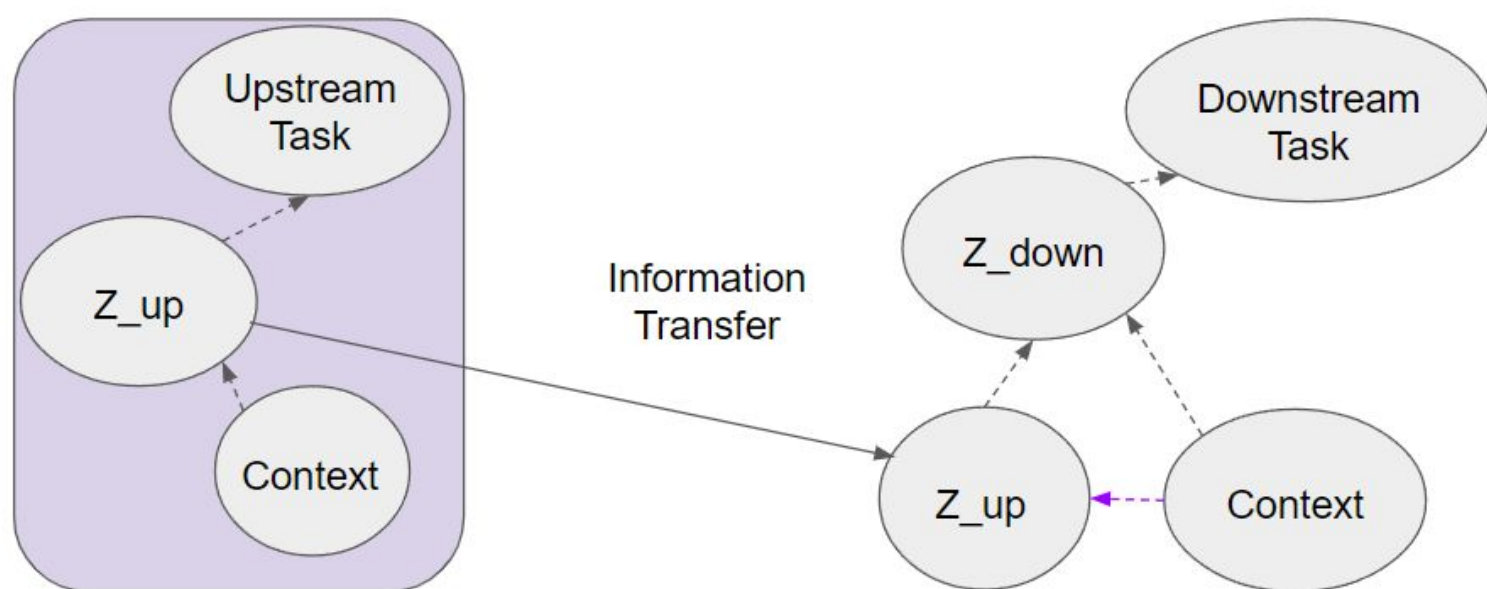 Upstream
Task
Z_up
Context
Information
Transfer
Downstream
Task
Z_down
Z_up
Context